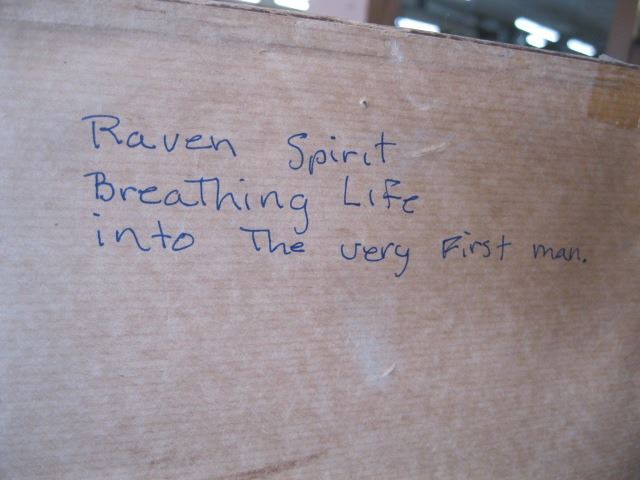 Raven Spirit
Breathing Life
into The very First man.